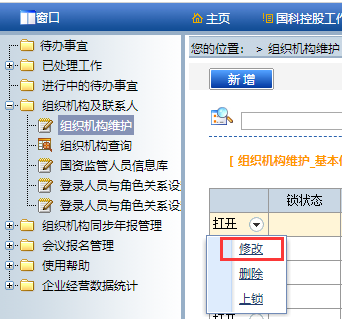 窗口
主页
国科控股工作
待办事宜
已处理工作
进行中的待办事宜
组织机构及联系人
组织机构维护
组织机构查询
国资监管人员信息库
登录人员与角色关系设
登录人员与角色关系设
组织机构同步年报管理
会议报名管理
使用帮助
企业经营数据统计
您的位置: > 组织机构维护
新增
[ 组织机构维护_基本
锁状态
打开
修改
删除
上锁
打开